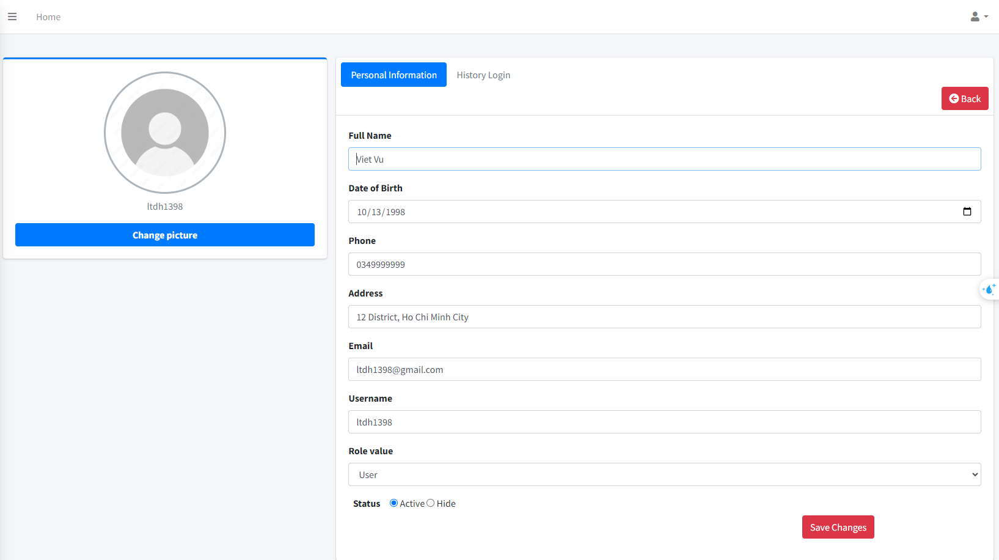 Home
ltdh1398
Change picture
Personal Information
History Login
Back
Full Name
Viet Vu
Date of Birth
10/13/1998
Phone
0349999999
Address
12 District, Ho Chi Minh City
Email
ltdh1398@gmail.com
Username
ltdh1398
Role value
User
Status Active Hide
Save Changes